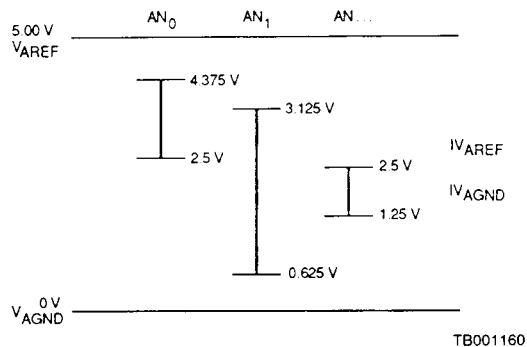 5.00 V
VAREF
AN0
AN1
AN...
4.375 V
3.125 V
2.5 V
2.5 V
IVAREF
IVAGND
1.25 V
0.625 V
0 V
VAGND
TB001160